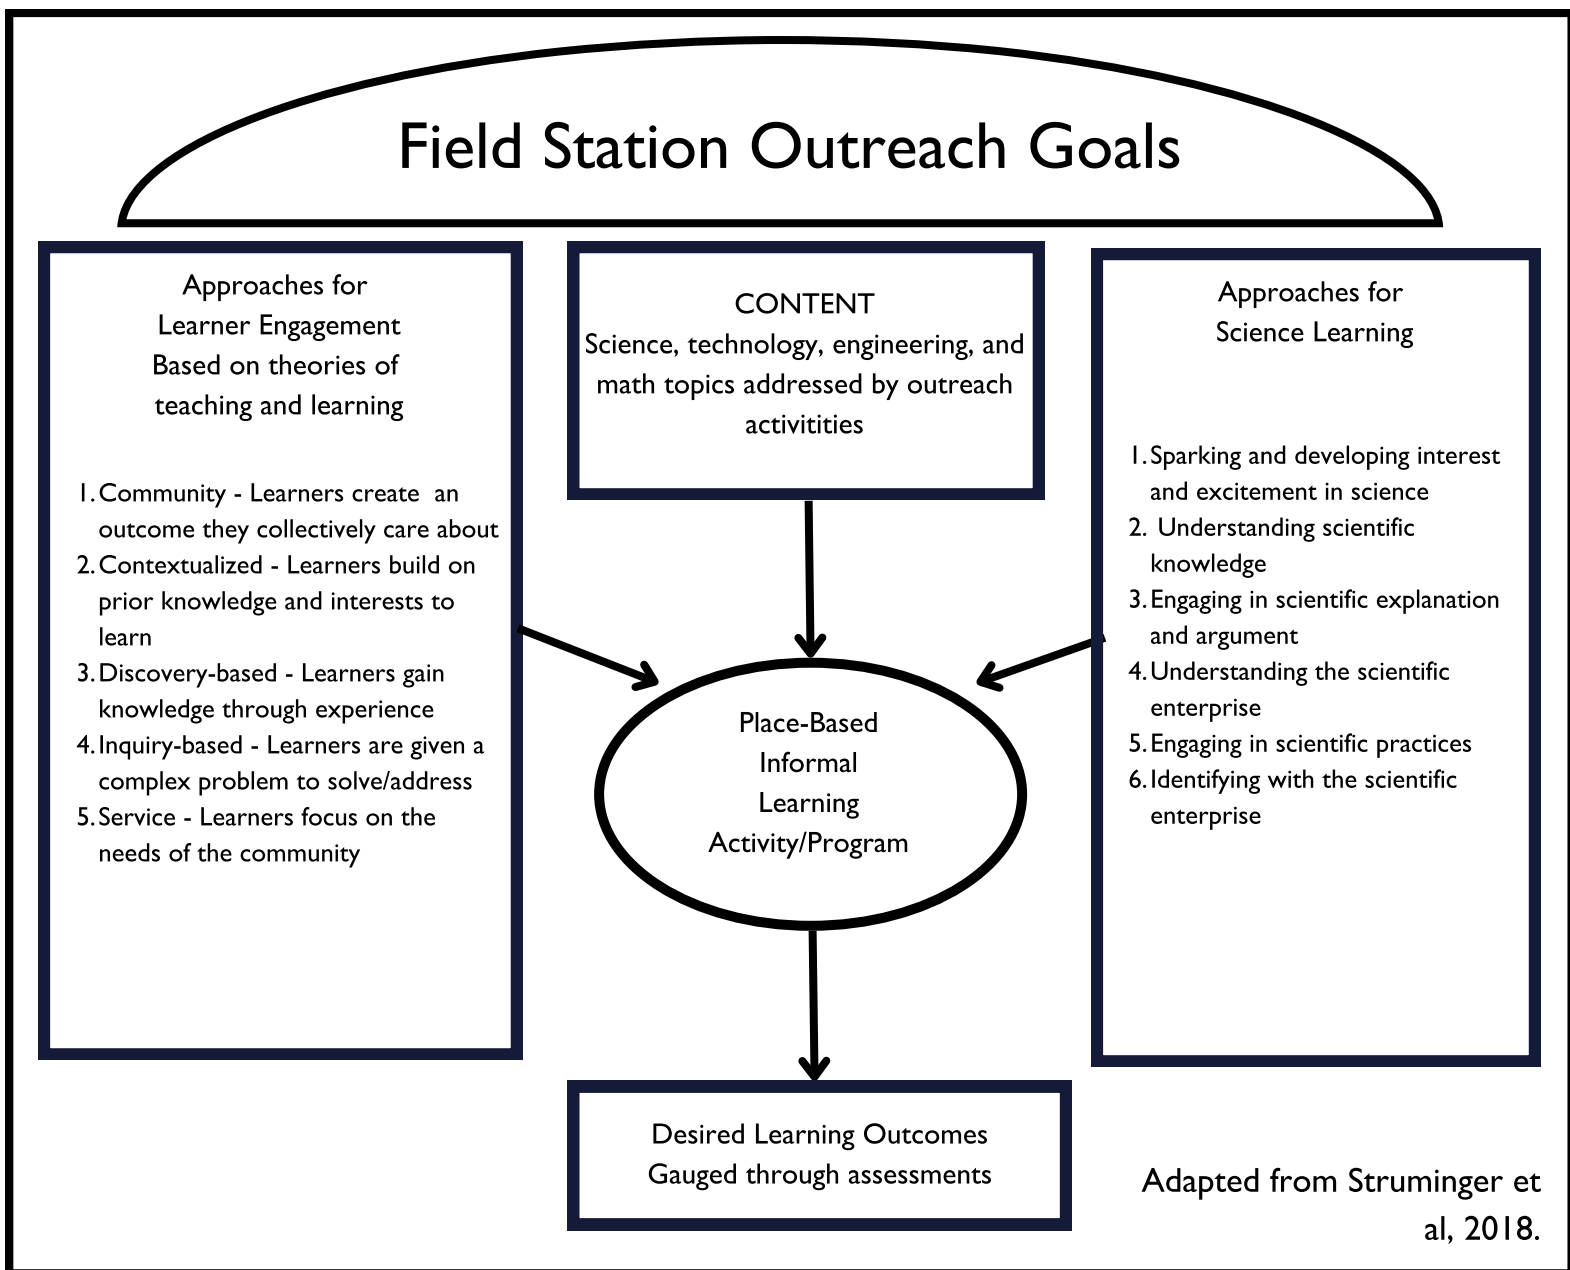 Field Station Outreach Goals
Approaches for
Learner Engagement
Based on theories of
teaching and learning
1. Community - Learners create an
outcome they collectively care about
2. Contextualized - Learners build on
prior knowledge and interests to
learn
3. Discovery-based - Learners gain
knowledge through experience
4. Inquiry-based - Learners are given a
complex problem to solve/address
5. Service - Learners focus on the
needs of the community
CONTENT
Science, technology, engineering, and
math topics addressed by outreach
activitities
Approaches for
Science Learning
1. Sparking and developing interest
and excitement in science
2. Understanding scientific
knowledge
3. Engaging in scientific explanation
and argument
4. Understanding the scientific
enterprise
5. Engaging in scientific practices
6. Identifying with the scientific
enterprise
Place-Based
Informal
Learning
Activity/Program
Desired Learning Outcomes
Gauged through assessments
Adapted from Struminger et
al, 2018.